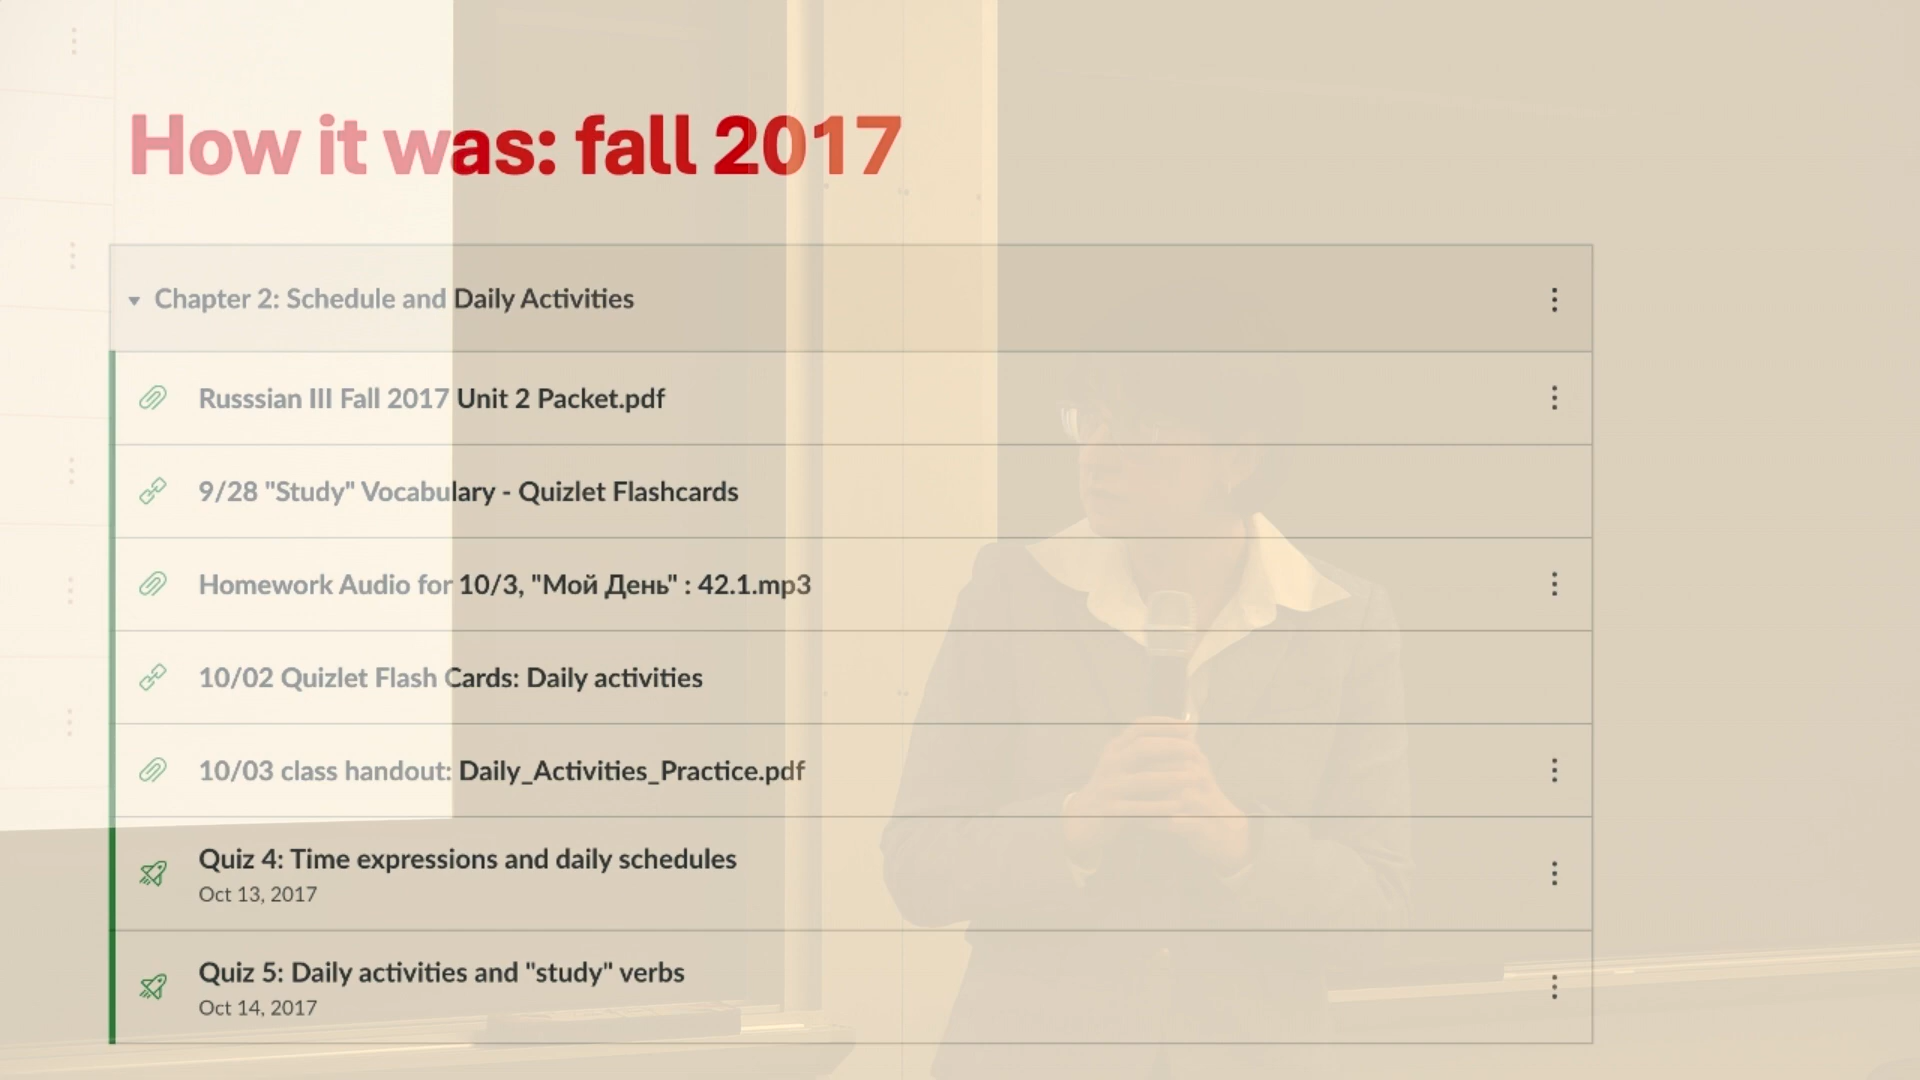 How it was: fall 2017
Chapter 2: Schedule and Daily Activities
Russsian III Fall 2017 Unit 2 Packet.pdf
9/28 "Study" Vocabulary - Quizlet Flashcards
Homework Audio for 10/3, "Мой День" : 42.1.mp3
10/02 Quizlet Flash Cards: Daily activities
10/03 class handout: Daily_Activities_Practice.pdf
Quiz 4: Time expressions and daily schedules
Oct 13, 2017
Quiz 5: Daily activities and "study" verbs
Oct 14, 2017